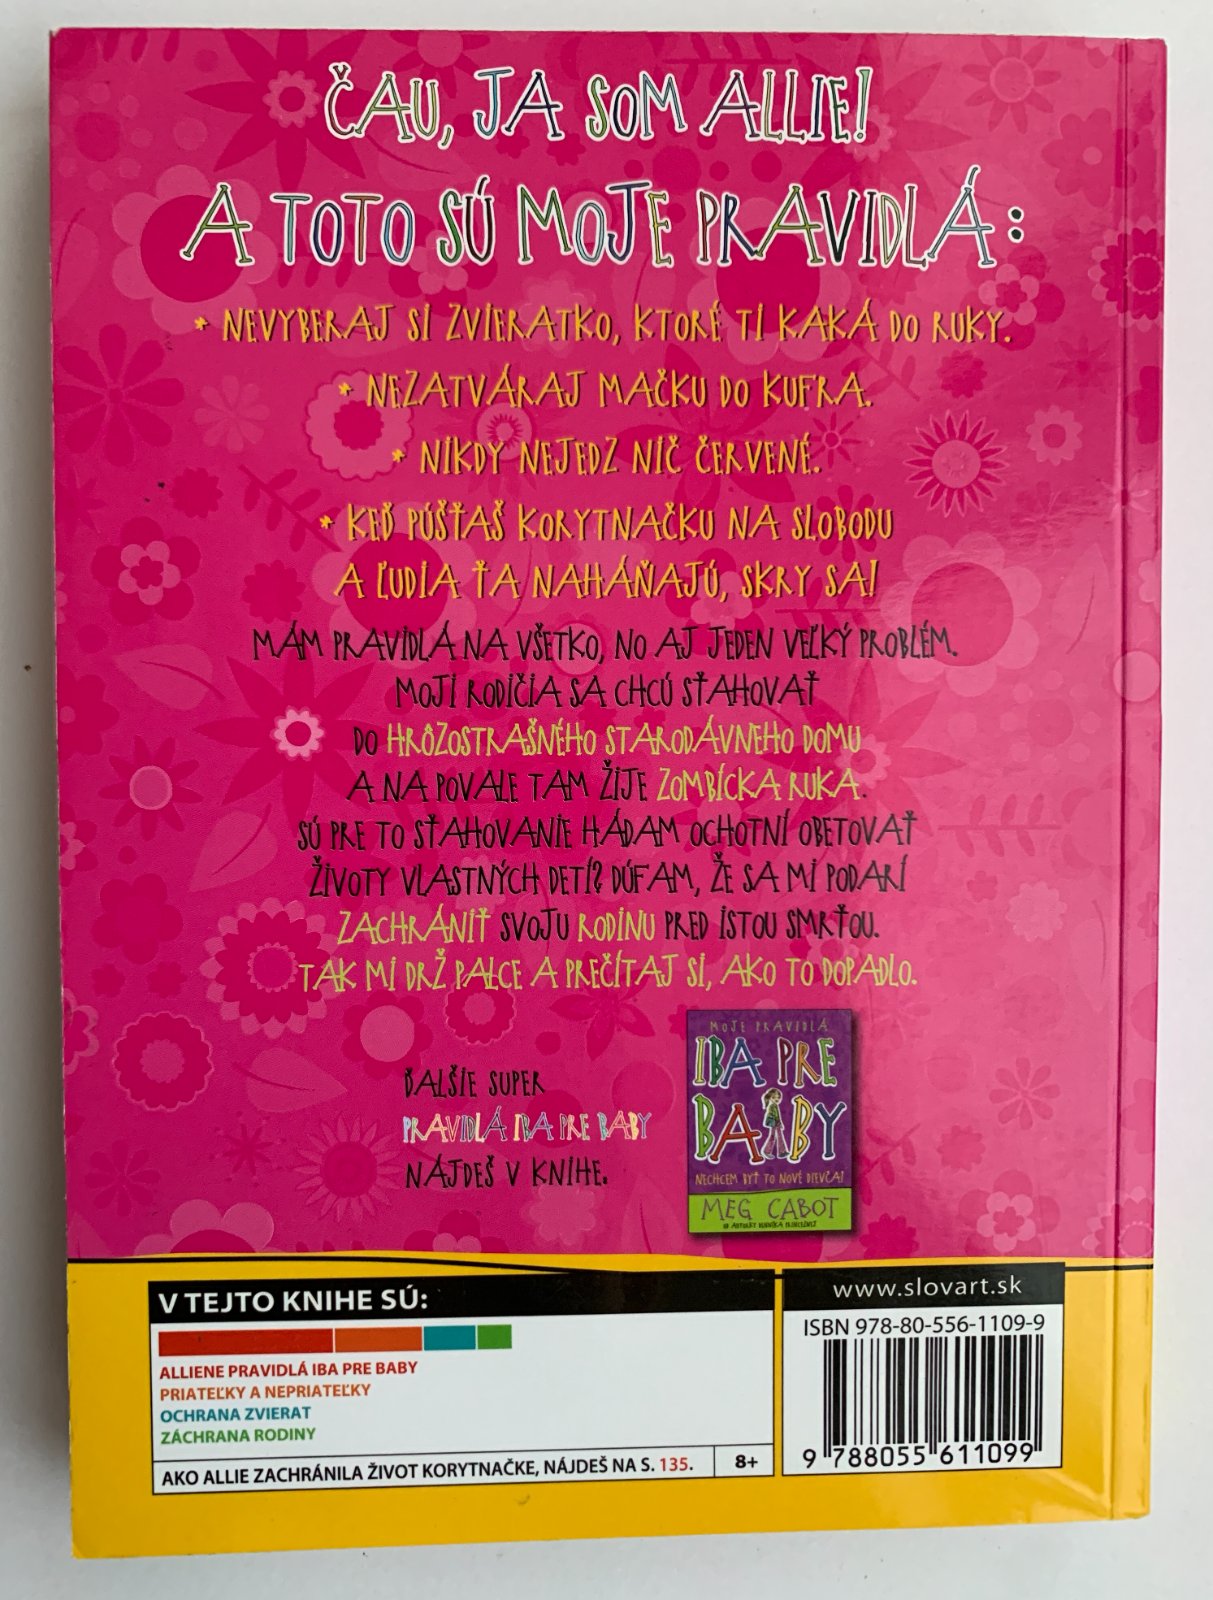 ČAU, JA SOM ALLIE!
A TOTO SÚ MOJE PRAVIDLÁ:
* NEVYBERAJ SI ZVIERATKO, KTORÉ TI KAKÁ DO RUKY.
* NEZATVÁRAJ MAČKU DO KUFRA.
* NIKDY NEJEDZ NIČ ČERVENÉ.
* KEĎ PÚŠŤAŠ KORYTNAČKU NA SLOBODU
A ĽUDIA ŤA NAHÁŇAJÚ, SKRY SA!
MÁM PRAVIDLÁ NA VŠETKO, NO AJ JEDEN VEĽKÝ PROBLÉM.
MOJI RODIČIA SA CHCÚ SŤAHOVAŤ
DO HRÔZOSTRAŠNÉHO STARODÁVNEHO DOMU
A NA POVALE TAM ŽIJE ZOMBÍCKA RUKA.
SÚ PRE TO SŤAHOVANIE HÁDAM OCHOTNÍ OBETOVAŤ
ŽIVOTY VLASTNÝCH DETÍ? DÚFAM, ŽE SA MI PODARÍ
ZACHRÁNIŤ SVOJU RODINU PRED ISTOU SMRŤOU.
TAK MI DRŽ PALCE A PREČÍTAJ SI, AKO TO DOPADLO.
ĎALŠIE SUPER
PRAVIDLÁ IBA PRE BABY
NÁJDEŠ V KNIHE.
MOJE PRAVIDLÁ
IBA PRE
BABY
NECHCEM BYŤ TO NOVÉ DIEVČA!
MEG CABOT
OD AUTORKY DENNÍKA PRINCEZNEJ
V TEJTO KNIHE SÚ:
ALLIENE PRAVIDLÁ IBA PRE BABY
PRIATEĽKY A NEPRIATEĽKY
OCHRANA ZVIERAT
ZÁCHRANA RODINY
AKO ALLIE ZACHRÁNILA ŽIVOT KORYTNAČKE, NÁJDEŠ NA S. 135.
8+
www.slovart.sk
ISBN 978-80-556-1109-9
9 788055 611099